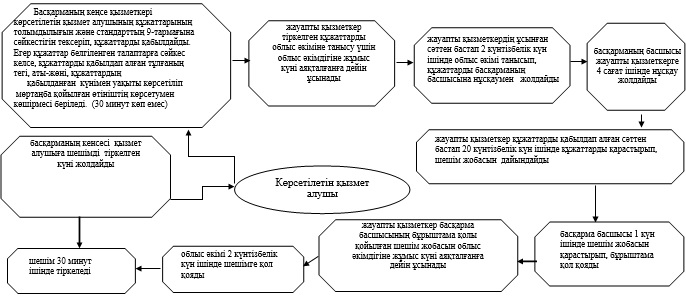 Басқарманың кеңсе қызметкері
көрсетілетін қызмет алушының құжаттарының
толымдылығын және стандарттың 9-тармағына
сәйкестігін тексеріп, құжаттарды қабылдайды.
Егер құжаттар белгіленген талаптарға сәйкес
келсе, құжаттарды қабылдап алған тұлғаның
тегі, аты-жөні, құжаттардың
қабылданған күнімен уақыты көрсетіліп
мөртаңба қойылған өтініштің көрсетумен
көшірмесі беріледі. (30 минут көп емес)
жауапты қызметкер
тіркелген құжаттарды
облыс әкіміне танысу үшін
облыс әкімдігіне жұмыс
күні аяқталғанға дейін
ұсынады
жауапты қызметкердің ұсынған
сәттен бастап 2 күнтізбелік күн
ішінде облыс әкімі танысып,
құжаттарды басқарманың
басшысына нұсқаумен жолдайды
басқарманың басшысы
жауапты қызметкерге
4 сағат ішінде нұсқау
жолдайды
жауапты қызметкер құжаттарды қабылдап алған сәттен
бастап 20 күнтізбелік күн ішінде құжаттарды қарастырып,
шешім жобасын дайындайды
басқарманың кеңсесі қызмет
алушыға шешімді тіркелген
күні жолдайды
Көрсетілетін қызмет
алушы
басқарма басшысы 1 күн
ішінде шешім жобасын
қарастырып, бұрыштама
қол қояды
жауапты қызметкер басқарма
басшысының бұрыштама қолы
қойылған шешім жобасын облыс
әкімдігіне жұмыс күні аяқталғанға
дейін ұсынады
облыс әкімі 2 күнтізбелік
күн ішінде шешімге қол
қояды
шешім 30 минут
ішінде тіркеледі